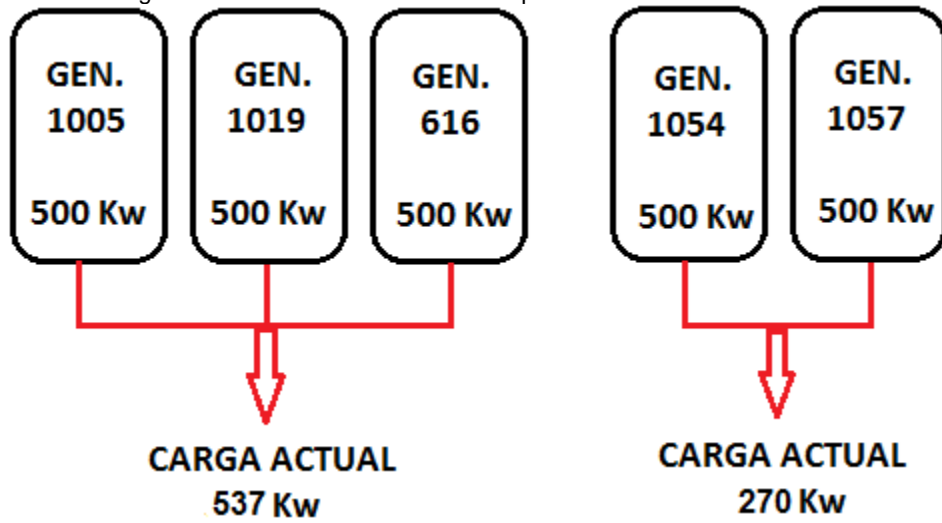 GEN.
1005
500 Kw
GEN.
1019
500 Kw
GEN.
616
500 Kw
GEN.
1054
500 Kw
GEN.
1057
500 Kw
CARGA ACTUAL
537 Kw
CARGA ACTUAL
270 Kw